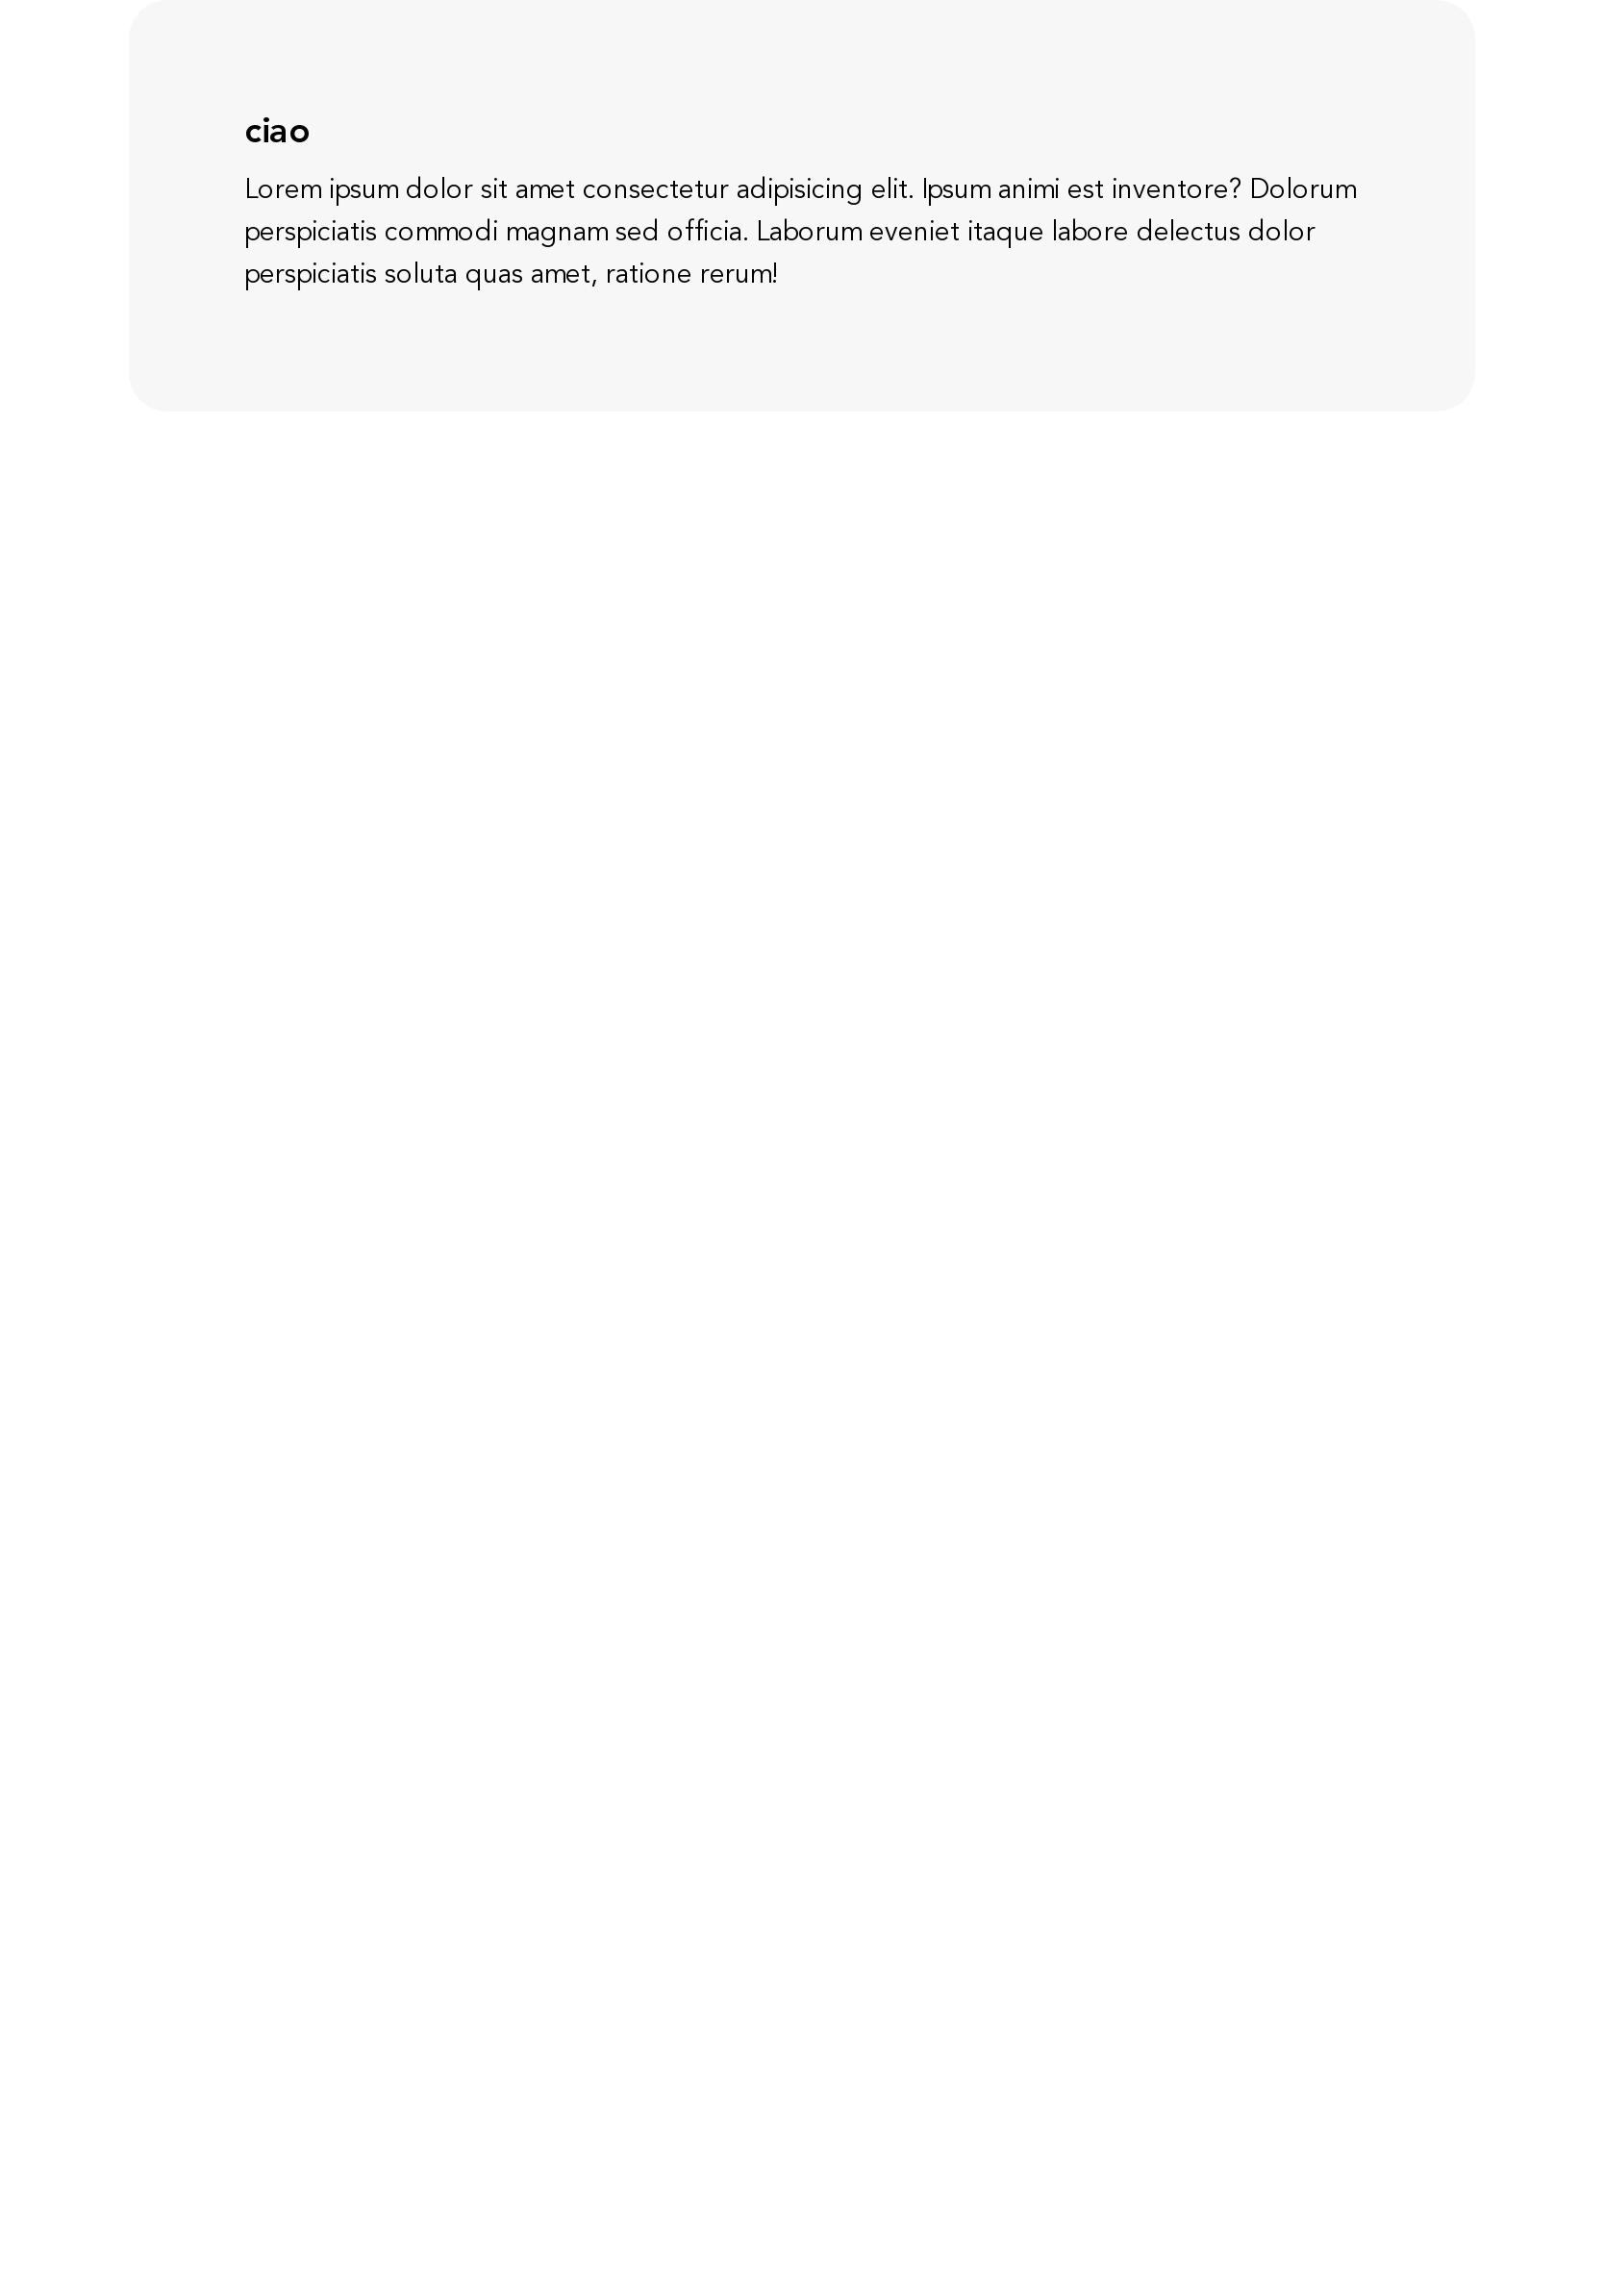 ciao
Lorem ipsum dolor sit amet consectetur adipisicing elit. Ipsum animi est inventore? Dolorum
perspiciatis commodi magnam sed officia. Laborum eveniet itaque labore delectus dolor
perspiciatis soluta quas amet, ratione rerum!